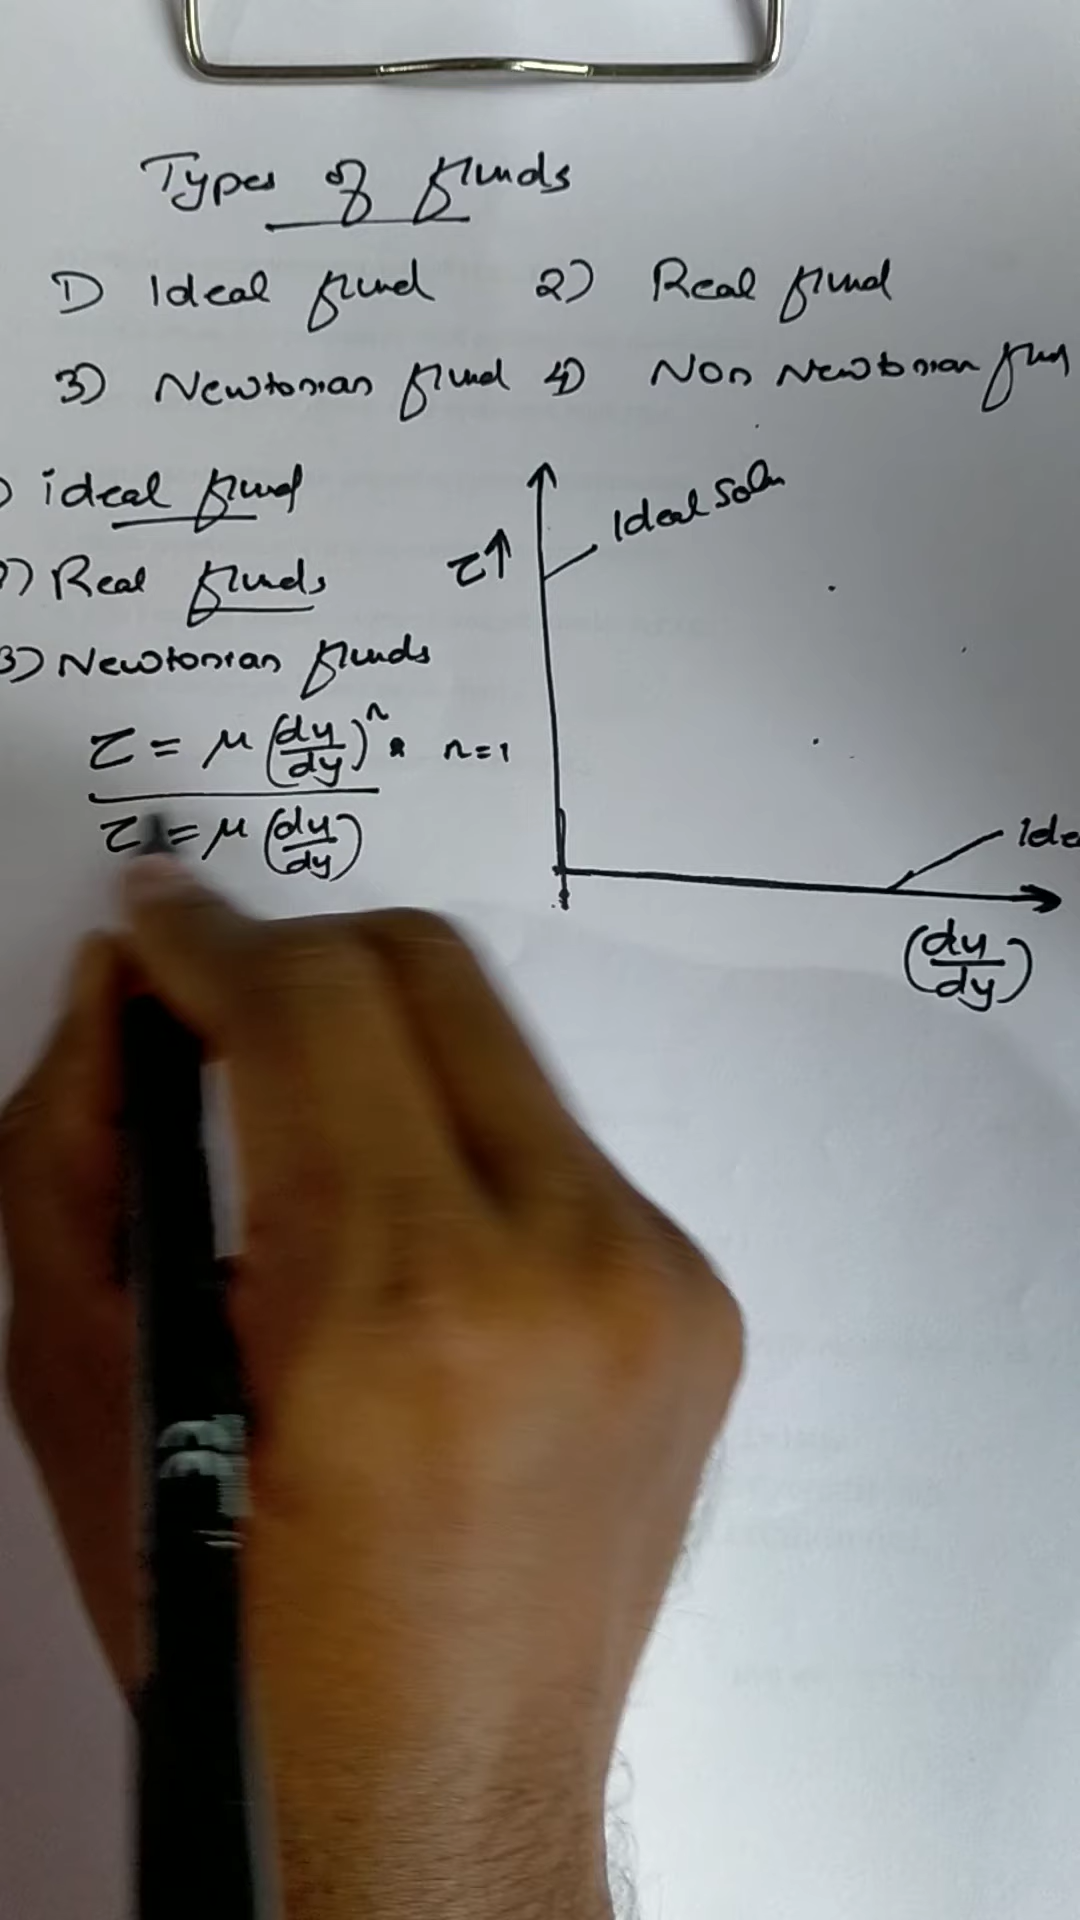 Types of fluids
1) Ideal fluid 2) Real fluid
3) Newtonian fluid 4) Non Newtonian flu
) ideal fluid
2) Real fluids
3) Newtonian fluids
τ = μ (du/dy)^n n=1
τ = μ (du/dy)
τ↑
Ideal Solu
Ide
(du/dy)